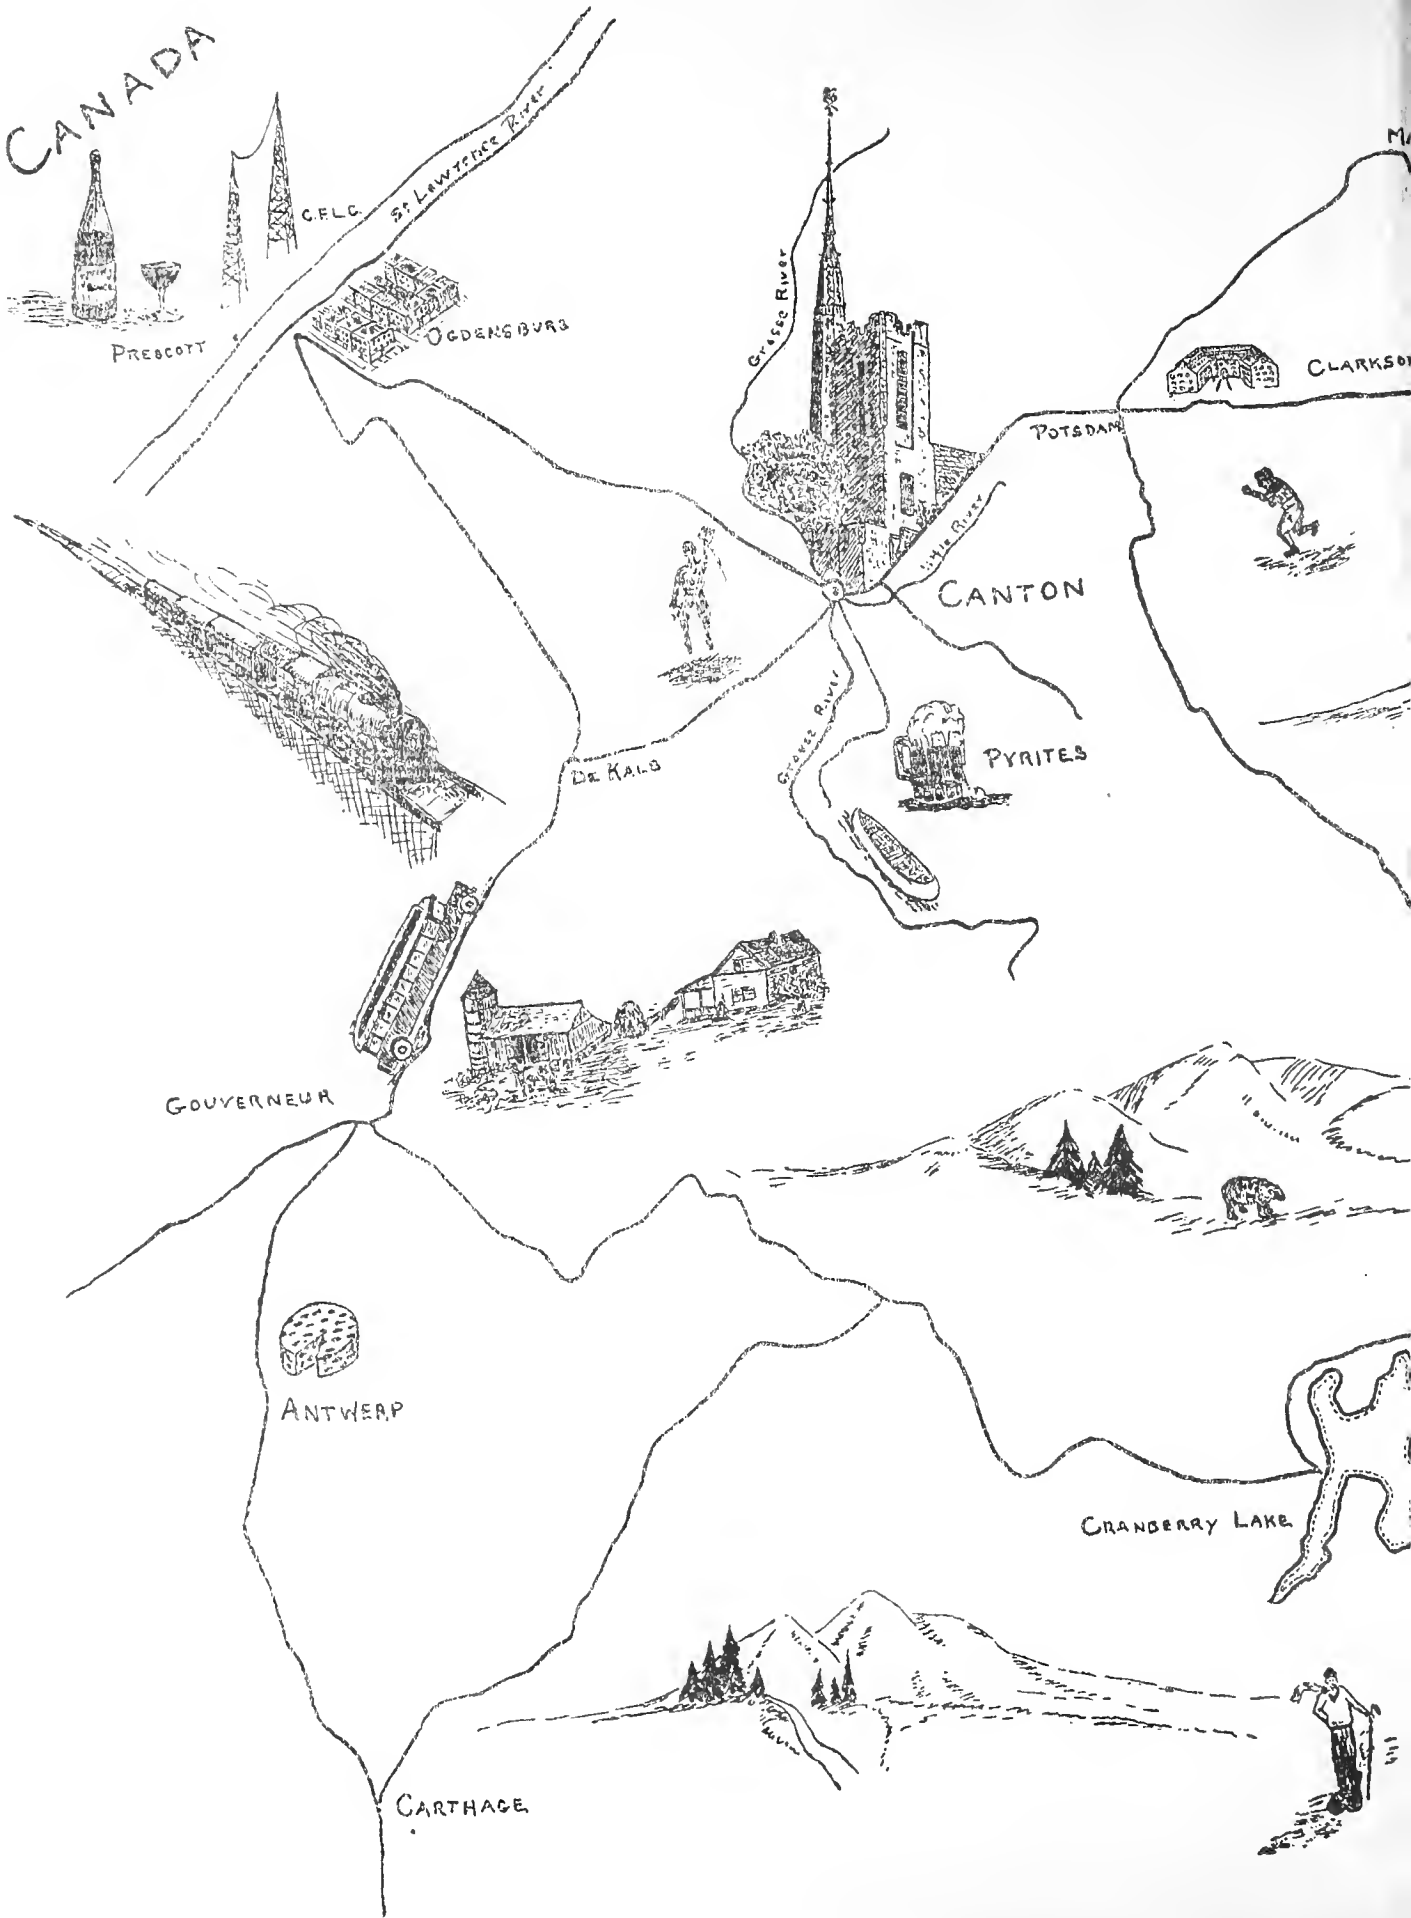 CANADA
St Lawrence River
C.F.L.C.
Grasse River
MA
PRESCOTT
OGDENSBURG
CLARKSON
POTSDAM
Little River
CANTON
Grasse River
PYRITES
DE KALB
GOUVERNEUR
ANTWERP
CRANBERRY LAKE
CARTHAGE